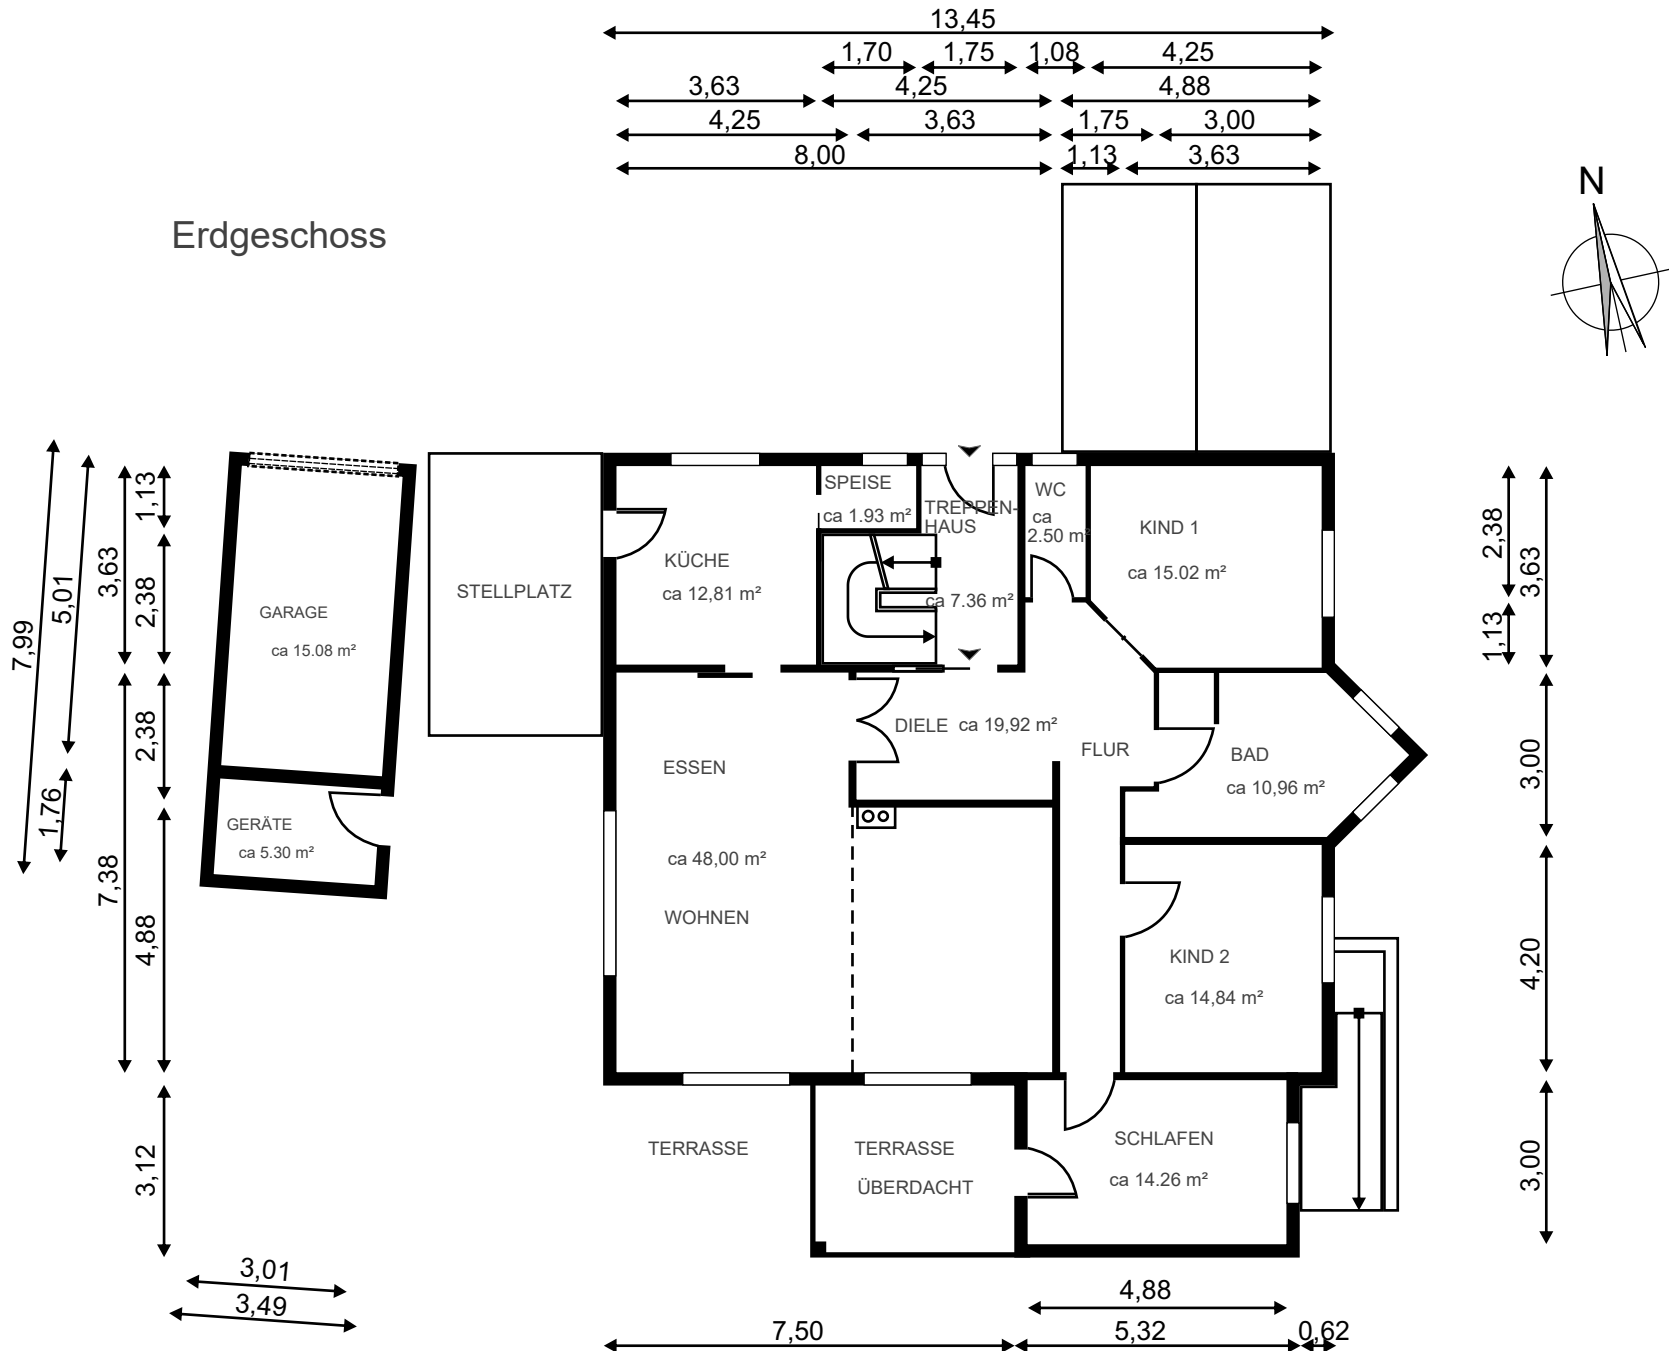 13,45
1,70 1,75 1,08 4,25
3,63 4,25 4,88
4,25 3,63 1,75 3,00
8,00 1,13 3,63
N
Erdgeschoss
1,13
2,38
3,63
5,01
7,99
2,38
1,76
7,38
4,88
3,12
3,01
3,49
GARAGE
ca 15.08 m²
GERÄTE
ca 5.30 m²
STELLPLATZ
KÜCHE
ca 12,81 m²
SPEISE
ca 1.93 m²
TREPPEN-
HAUS
ca 7.36 m²
WC
ca
2.50 m²
KIND 1
ca 15.02 m²
ESSEN
ca 48,00 m²
WOHNEN
DIELE ca 19,92 m²
FLUR
BAD
ca 10,96 m²
KIND 2
ca 14,84 m²
TERRASSE
TERRASSE
ÜBERDACHT
SCHLAFEN
ca 14.26 m²
2,38
3,63
1,13
3,00
4,20
3,00
4,88
7,50 5,32 0,62